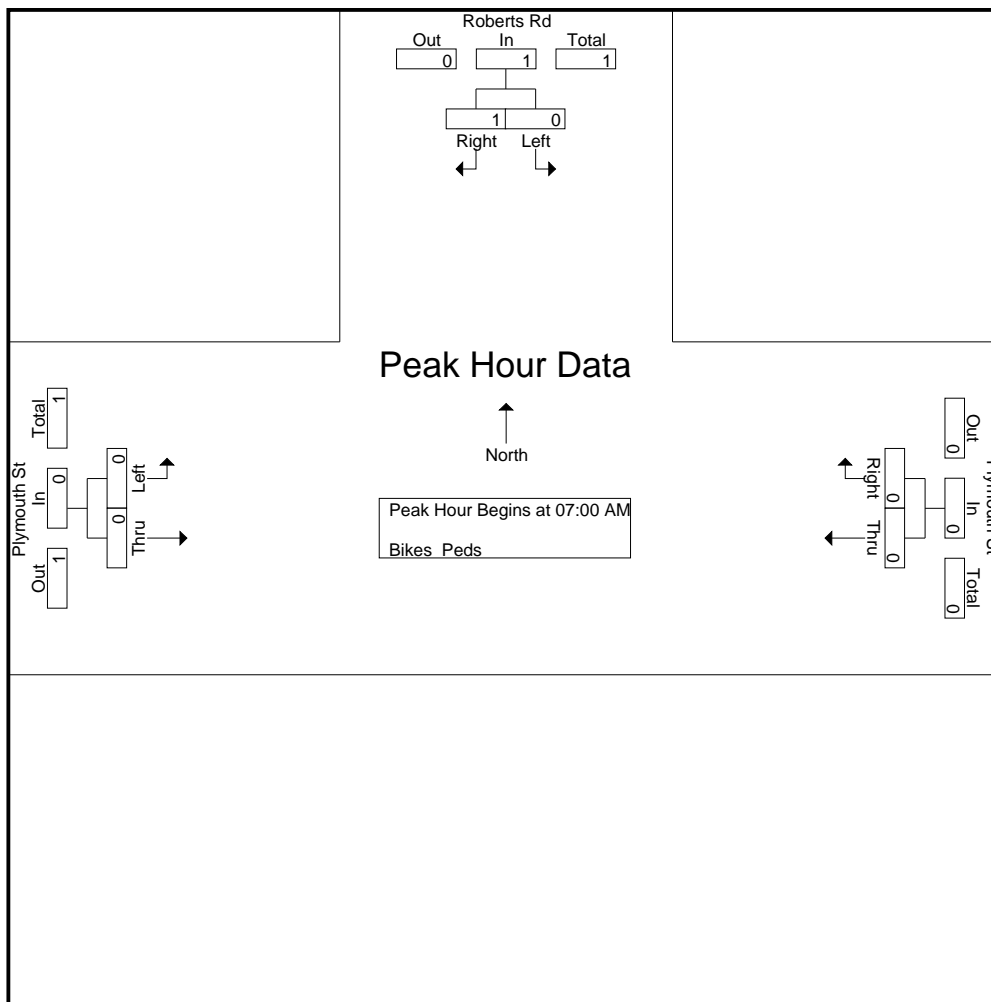 Roberts Rd
Out In Total
0 1 1
1 0
Right Left
Peak Hour Data
North
Peak Hour Begins at 07:00 AM
Bikes Peds
Plymouth St
Out In Total
1 0 1
Left Thru
0 0
Plymouth St
Out In Total
0 0 0
Right Thru
0 0